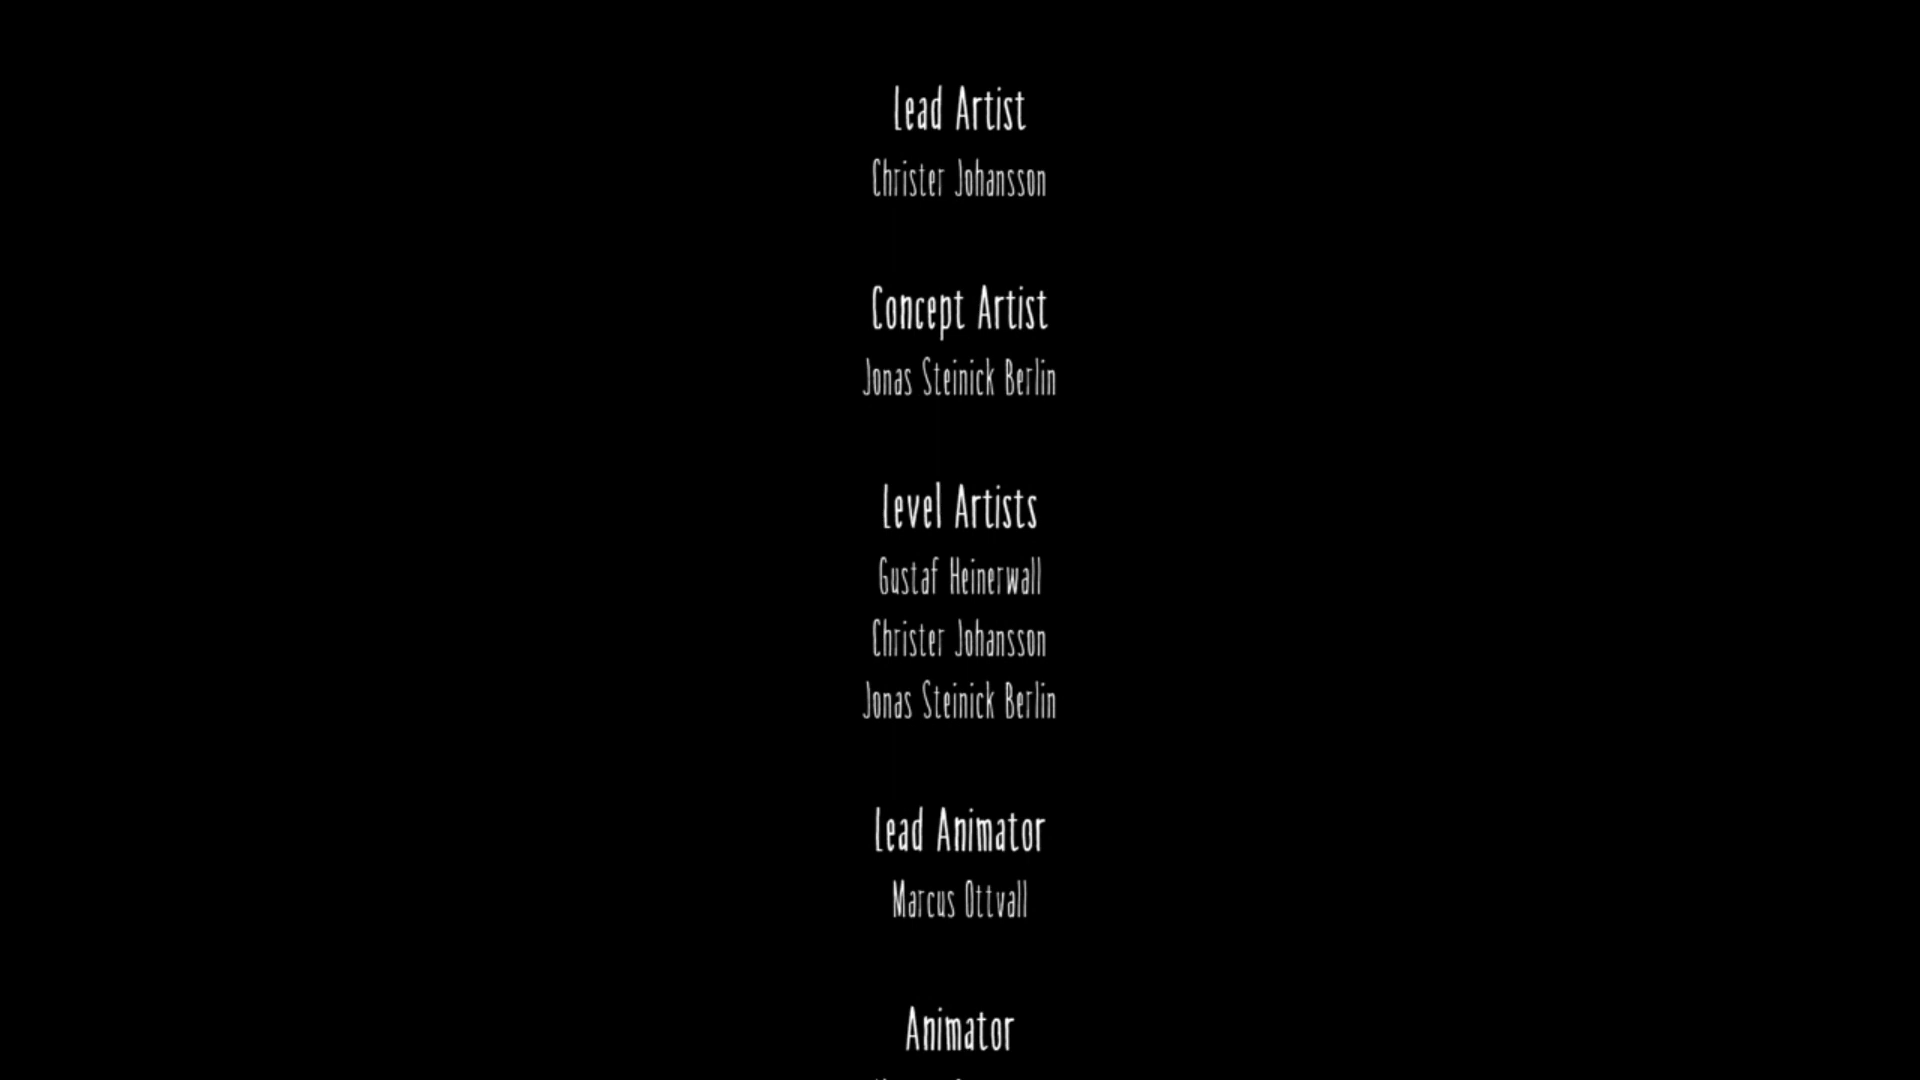 Lead Artist
Christer Johansson
Concept Artist
Jonas Steinick Berlin
Level Artists
Gustaf Heinerwall
Christer Johansson
Jonas Steinick Berlin
Lead Animator
Marcus Ottvall
Animator